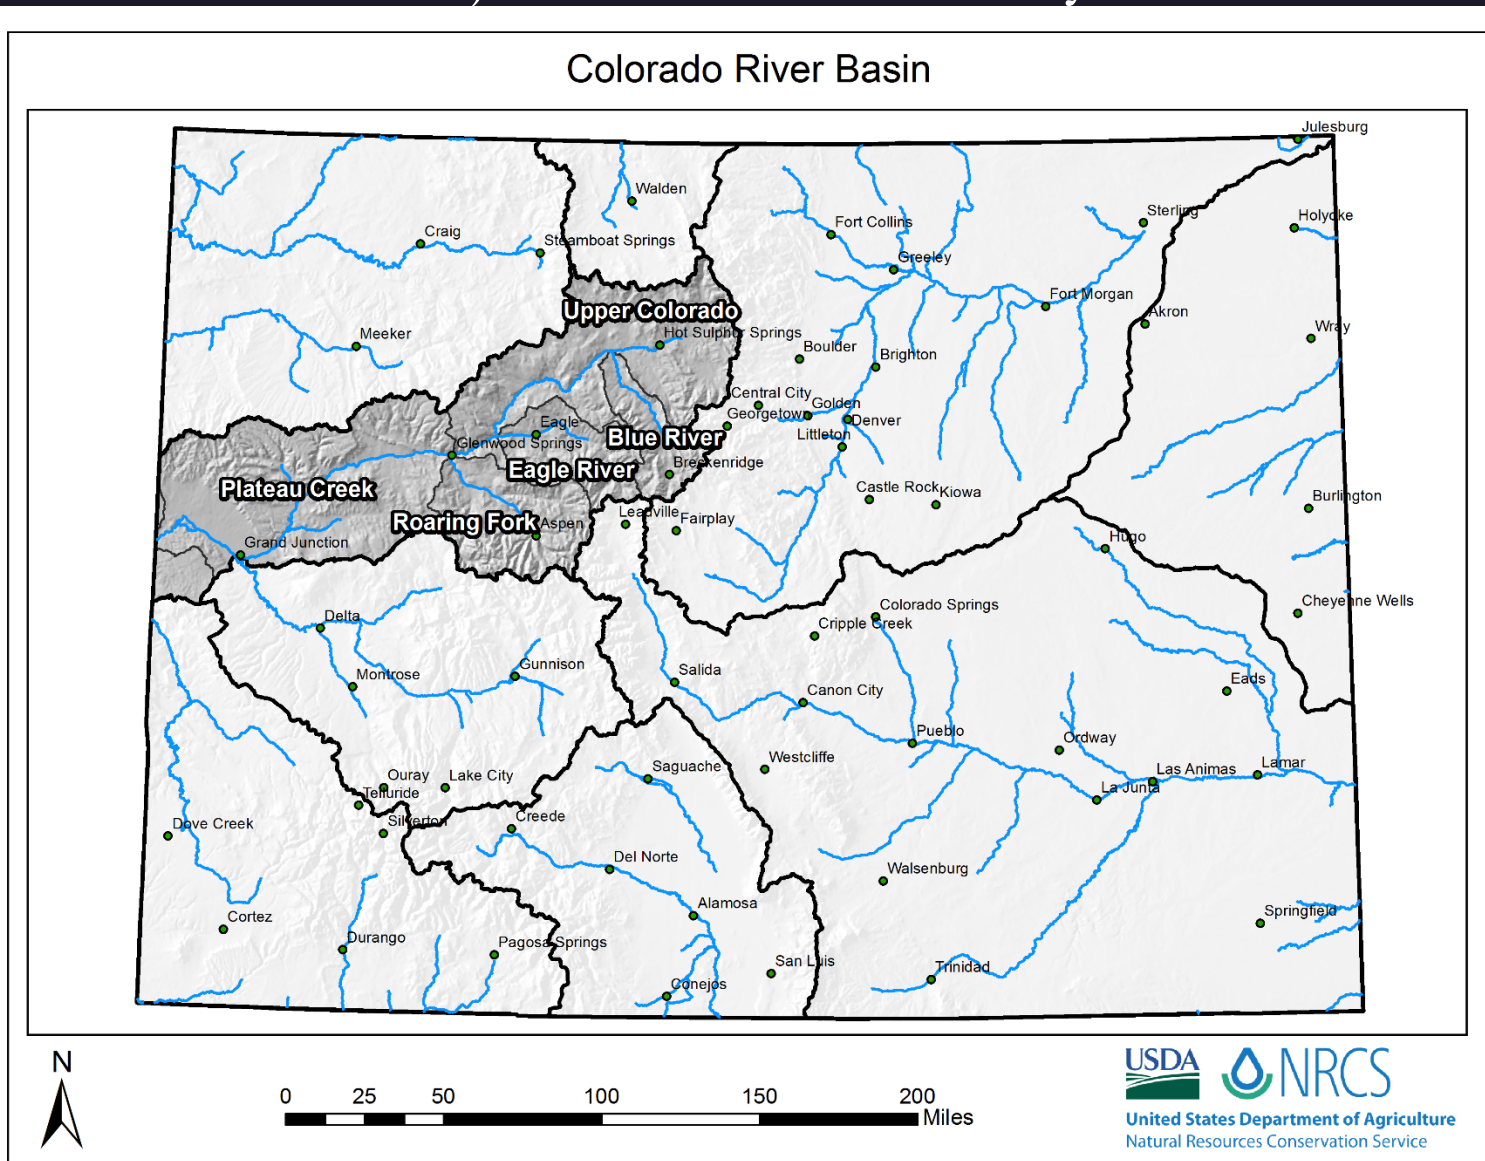 Colorado River Basin
Julesburg
Walden
Sterling
Holyoke
Fort Collins
Craig
Steamboat Springs
Greeley
Fort Morgan
Akron
Upper Colorado
Wray
Meeker
Hot Sulphur Springs
Boulder
Brighton
Central City
Golden
Georgetown
Denver
Eagle
Littleton
Glenwood Springs
Blue River
Eagle River
Breckenridge
Plateau Creek
Castle Rock
Kiowa
Burlington
Leadville
Fairplay
Roaring Fork
Aspen
Grand Junction
Hugo
Cheyenne Wells
Colorado Springs
Delta
Cripple Creek
Gunnison
Salida
Montrose
Eads
Canon City
Pueblo
Ordway
Westcliffe
Saguache
Las Animas
Lamar
Ouray
Lake City
La Junta
Telluride
Creede
Silverton
Dove Creek
Del Norte
Walsenburg
Alamosa
Springfield
Cortez
Durango
Pagosa Springs
San Luis
Trinidad
Conejos
N
0 25 50 100 150 200
Miles
USDA
NRCS
United States Department of Agriculture
Natural Resources Conservation Service